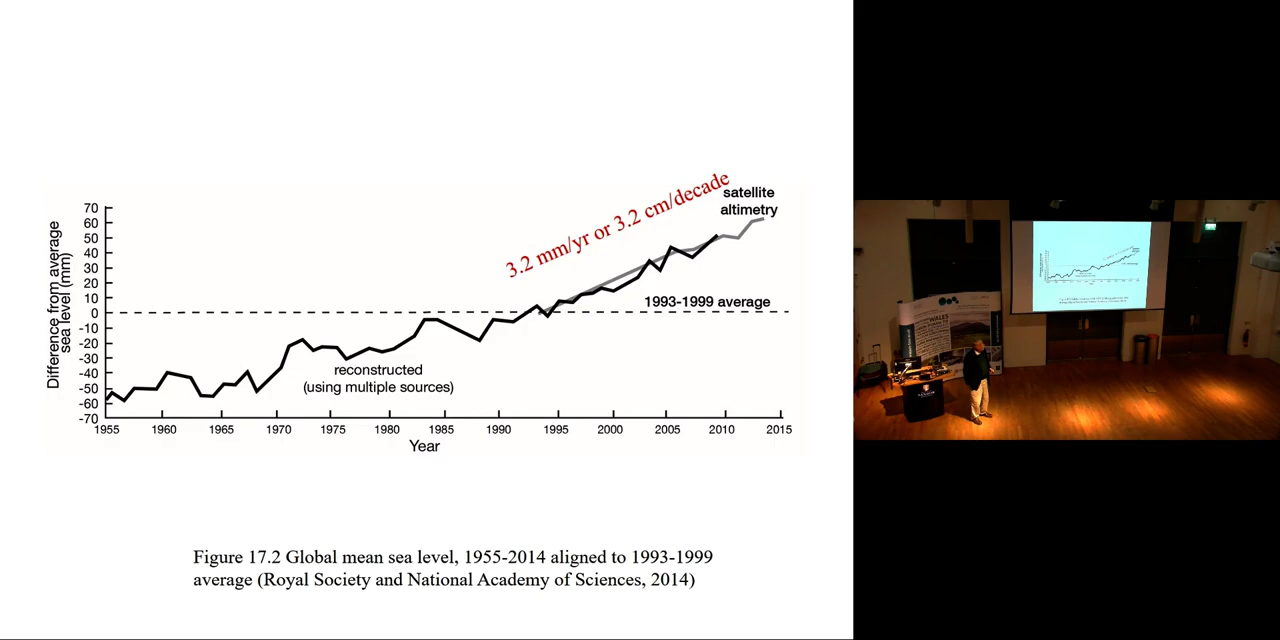 3.2 mm/yr or 3.2 cm/decade
satellite
altimetry
Difference from average
sea level (mm)
70
60
50
40
30
20
10
0
-10
-20
-30
-40
-50
-60
-70
1993-1999 average
reconstructed
(using multiple sources)
1955 1960 1965 1970 1975 1980 1985 1990 1995 2000 2005 2010 2015
Year
Figure 17.2 Global mean sea level, 1955-2014 aligned to 1993-1999
average (Royal Society and National Academy of Sciences, 2014)
WALES